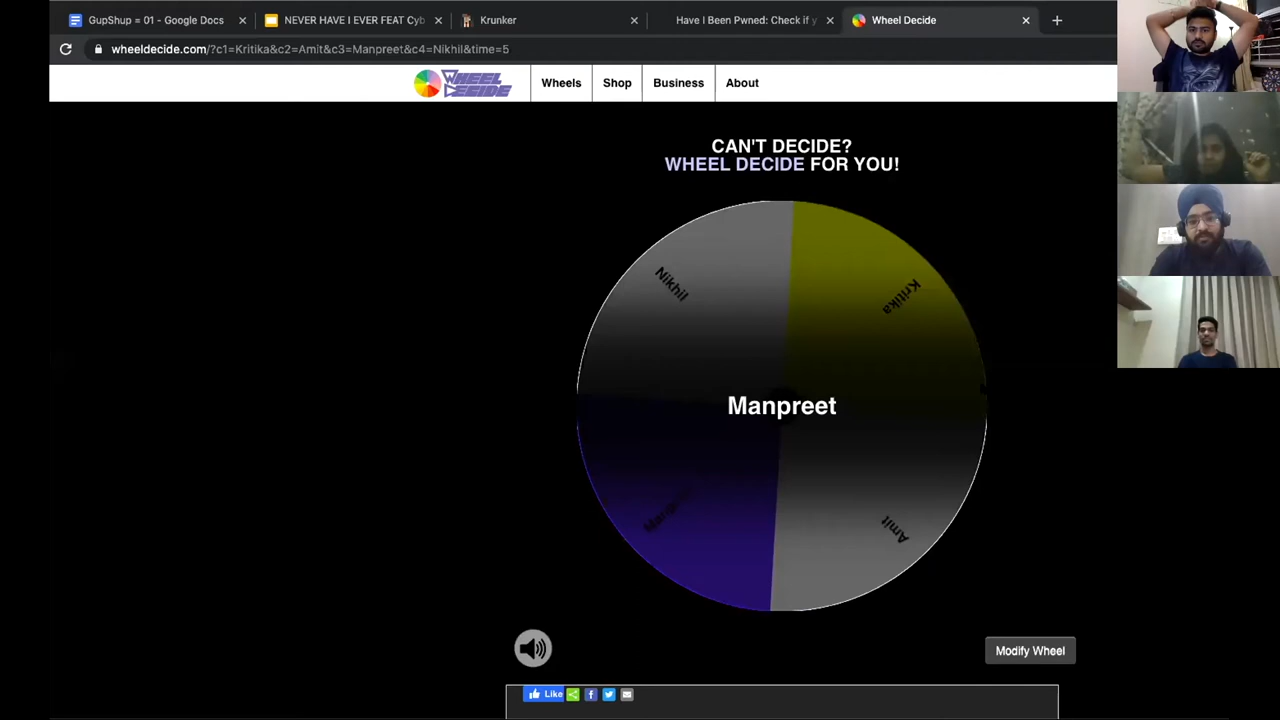 GupShup = 01 - Google Docs
NEVER HAVE I EVER FEAT Cyb
Krunker
Have I Been Pwned: Check if y
Wheel Decide
wheeldecide.com/?c1=Kritika&c2=Amit&c3=Manpreet&c4=Nikhil&time=5
WHEEL DECIDE
Wheels
Shop
Business
About
CAN'T DECIDE?
WHEEL DECIDE FOR YOU!
Nikhil
Kritika
Manpreet
Amit
Modify Wheel
Like